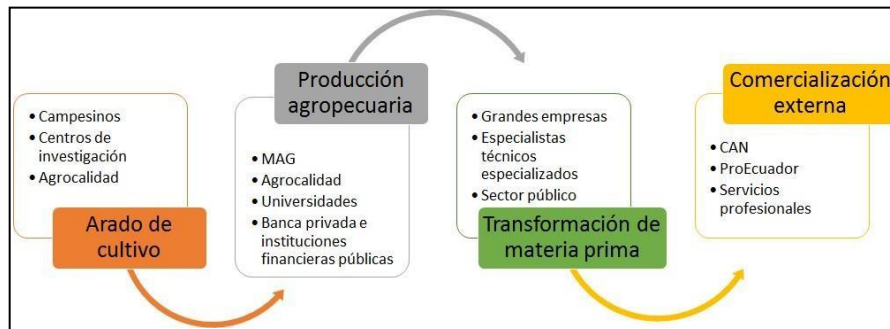 • Campesinos
• Centros de
investigación
• Agrocalidad
Arado de
cultivo
Producción
agropecuaria
• MAG
• Agrocalidad
• Universidades
• Banca privada e
instituciones
financieras públicas
• Grandes empresas
• Especialistas
técnicos
especializados
• Sector público
Transformación de
materia prima
Comercialización
externa
• CAN
• ProEcuador
• Servicios
profesionales